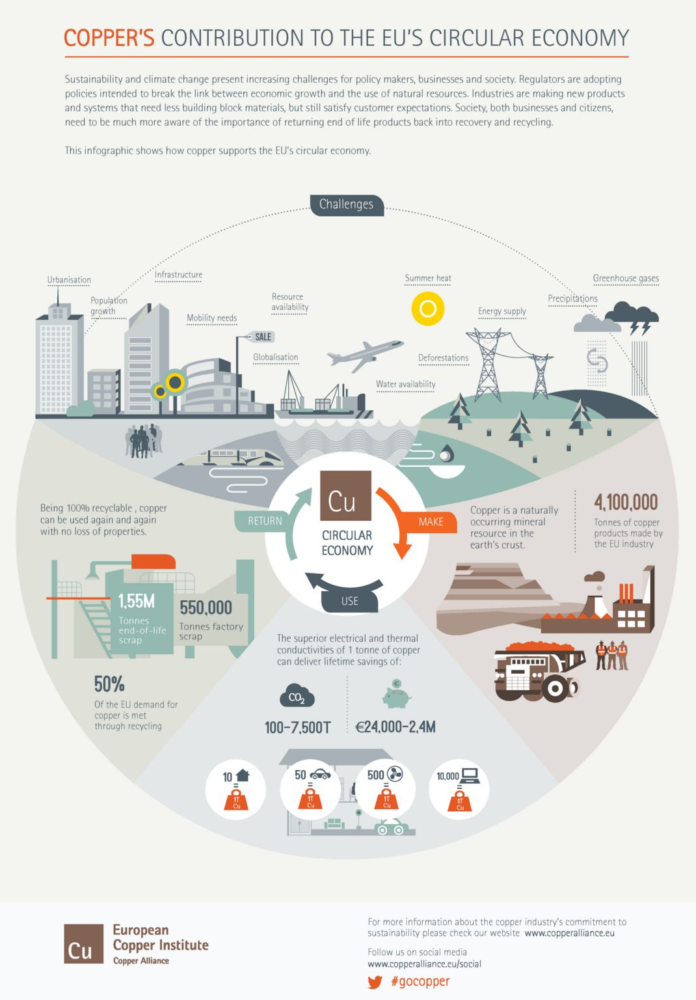 COPPER'S CONTRIBUTION TO THE EU'S CIRCULAR ECONOMY
Sustainability and climate change present increasing challenges for policy makers, businesses and society. Regulators are adopting
policies intended to break the link between economic growth and the use of natural resources. Industries are making new products
and systems that need less building block materials, but still satisfy customer expectations. Society, both businesses and citizens,
need to be much more aware of the importance of returning end of life products back into recovery and recycling.
This infographic shows how copper supports the EU's circular economy.
Challenges
Urbanisation
Population
growth
Infrastructure
Mobility needs
Resource
availability
SALE
Globalisation
Summer heat
Water availability
Deforestations
Energy supply
Precipitations
Greenhouse gases
Cu
CIRCULAR
ECONOMY
RETURN
MAKE
USE
Being 100% recyclable , copper
can be used again and again
with no loss of properties.
1,55M
Tonnes
end-of-life
scrap
550,000
Tonnes factory
scrap
50%
Of the EU demand for
copper is met
through recycling
Copper is a naturally
occurring mineral
resource in the
earth's crust.
4,100,000
Tonnes of copper
products made by
the EU industry
The superior electrical and thermal
conductivities of 1 tonne of copper
can deliver lifetime savings of:
CO2
100-7,500T
€
€24,000-2,4M
10
=
1T
Cu
50
=
1T
Cu
500
=
1T
Cu
10,000
=
1T
Cu
Cu
European
Copper Institute
Copper Alliance
For more information about the copper industry's commitment to
sustainability please check our website www.copperalliance.eu
Follow us on social media
www.copperalliance.eu/social
#gocopper